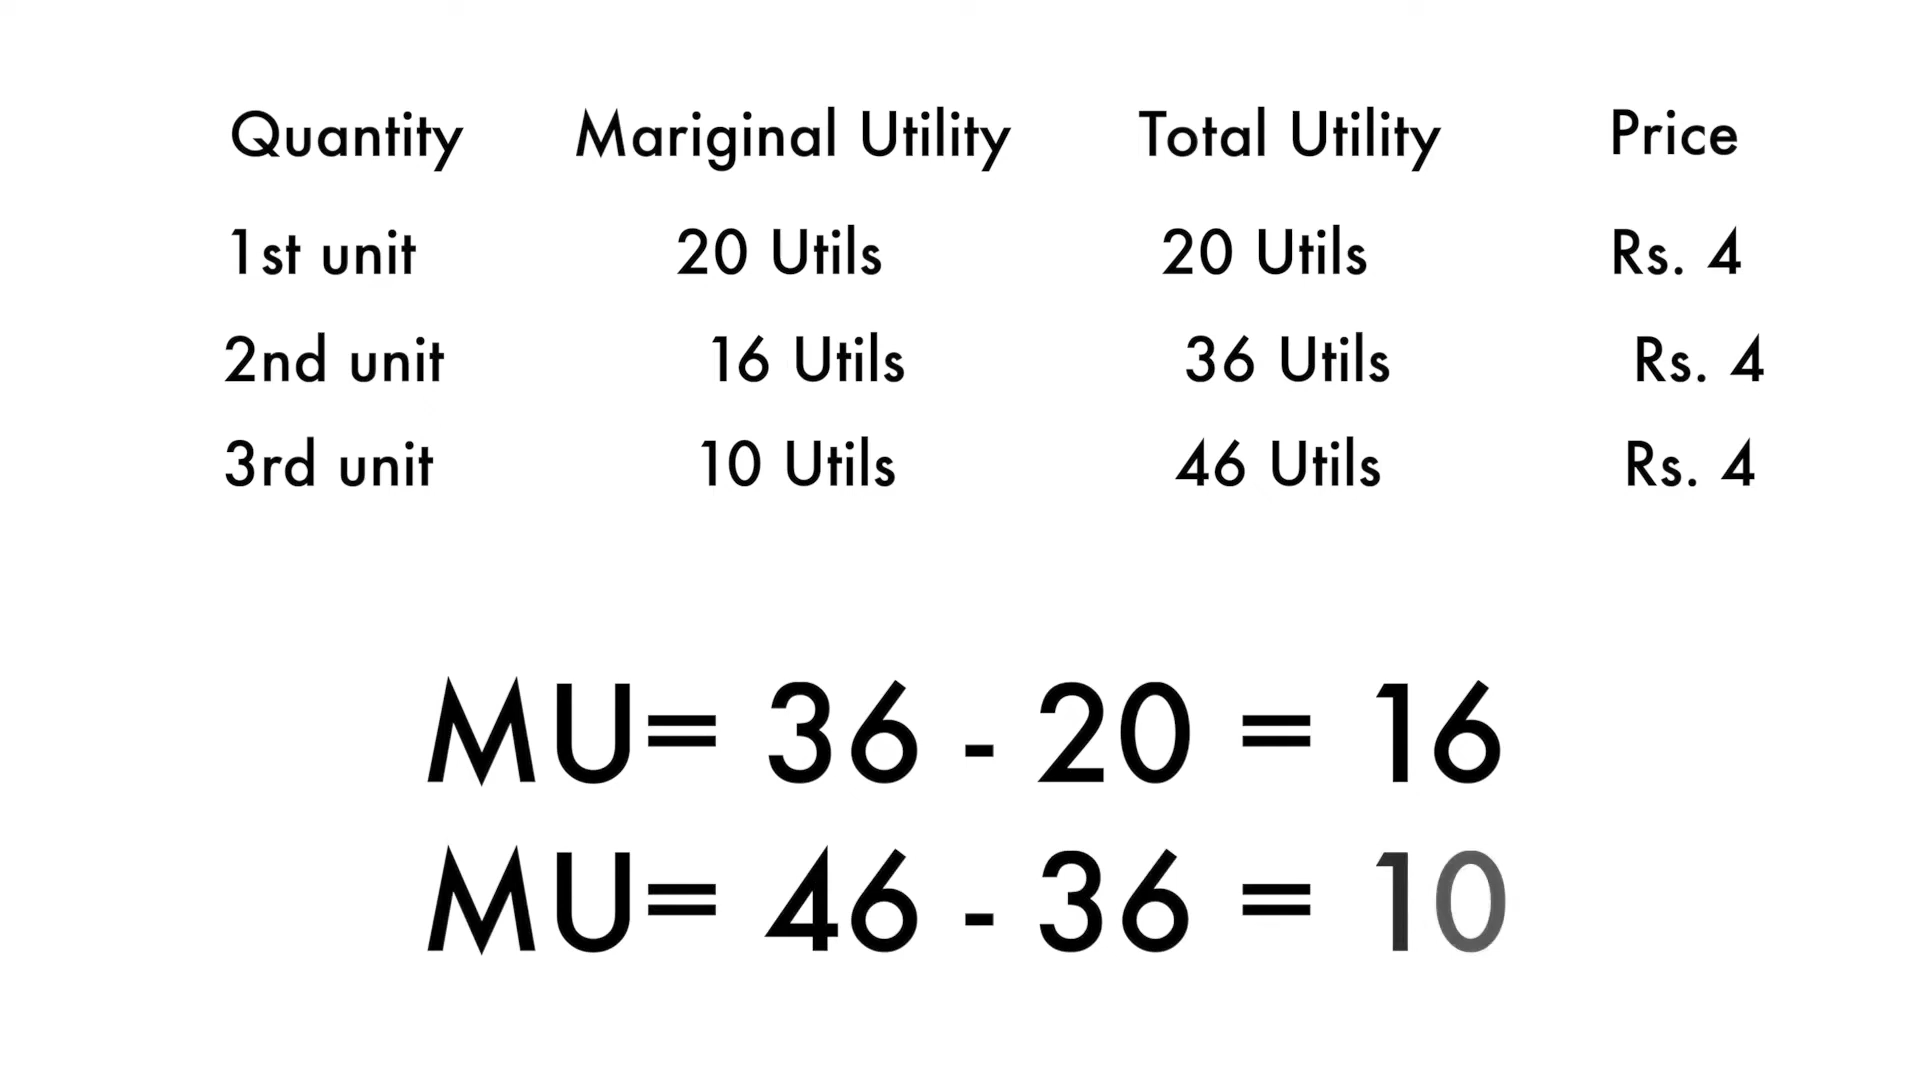 Quantity Mariginal Utility Total Utility Price
1st unit 20 Utils 20 Utils Rs. 4
2nd unit 16 Utils 36 Utils Rs. 4
3rd unit 10 Utils 46 Utils Rs. 4
MU= 36 - 20 = 16
MU= 46 - 36 = 10